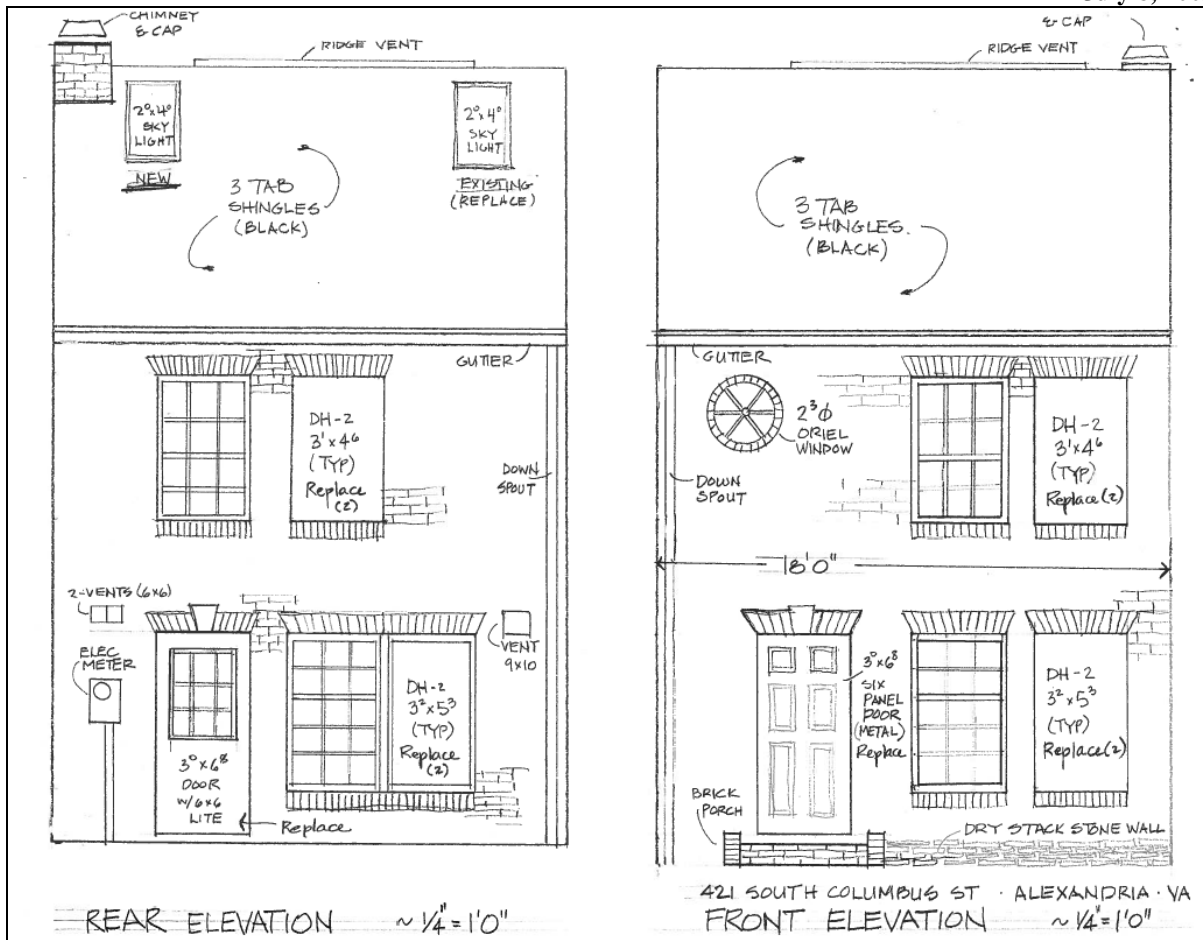 CHIMNEY
& CAP
RIDGE VENT
2⁰x4⁰
SKY
LIGHT
NEW
2⁰x4⁰
SKY
LIGHT
EXISTING
(REPLACE)
3 TAB
SHINGLES
(BLACK)
GUTTER
DH-2
3'x4⁶
(TYP)
Replace
(2)
DOWN
SPOUT
2-VENTS (6x6)
ELEC
METER
VENT
9x10
DH-2
3²x5³
(TYP)
Replace
(2)
3⁰x6⁸
DOOR
W/6x6
LITE
Replace
REAR ELEVATION ~ 1/4" = 1'0"
& CAP
RIDGE VENT
3 TAB
SHINGLES.
(BLACK)
GUTTER
2³Φ
ORIEL
WINDOW
DOWN
SPOUT
DH-2
3'x4⁶
(TYP)
Replace(2)
18'0"
3⁰x6⁸
SIX
PANEL
DOOR
(METAL)
Replace
DH-2
3²x5³
(TYP)
Replace(2)
BRICK
PORCH
DRY STACK STONE WALL
421 SOUTH COLUMBUS ST · ALEXANDRIA · VA
FRONT ELEVATION ~ 1/4" = 1'0"